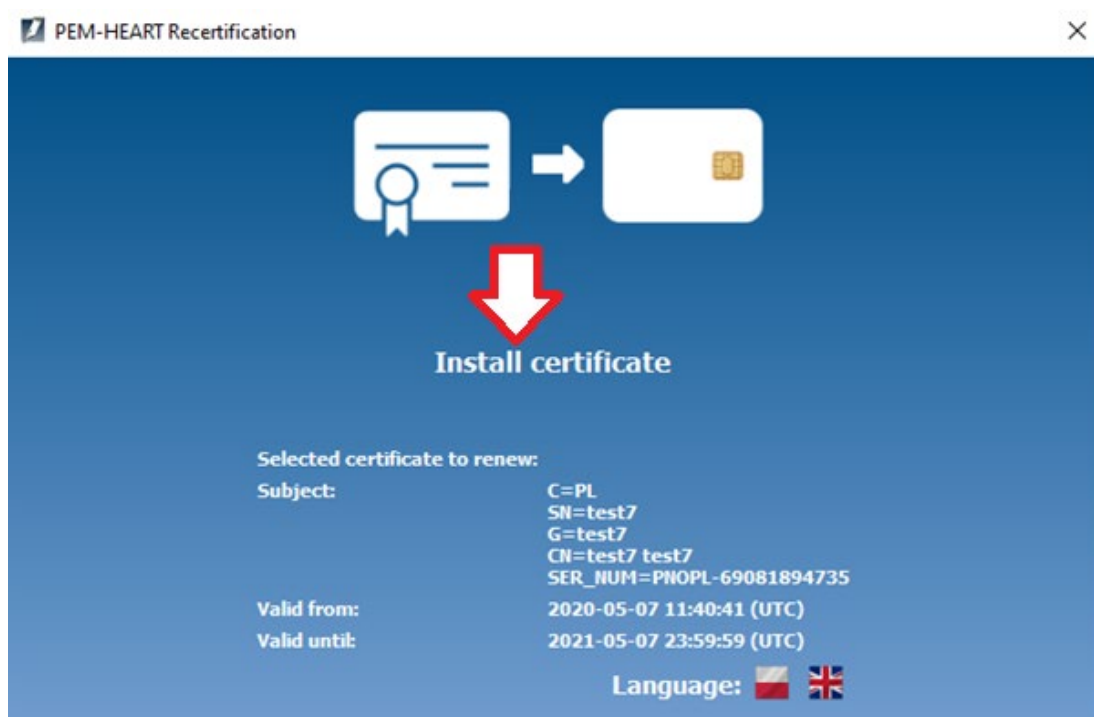 PEM-HEART Recertification
Install certificate
Selected certificate to renew:
Subject: C=PL
SN=test7
G=test7
CN=test7 test7
SER_NUM=PNOPL-69081894735
Valid from: 2020-05-07 11:40:41 (UTC)
Valid until: 2021-05-07 23:59:59 (UTC)
Language: